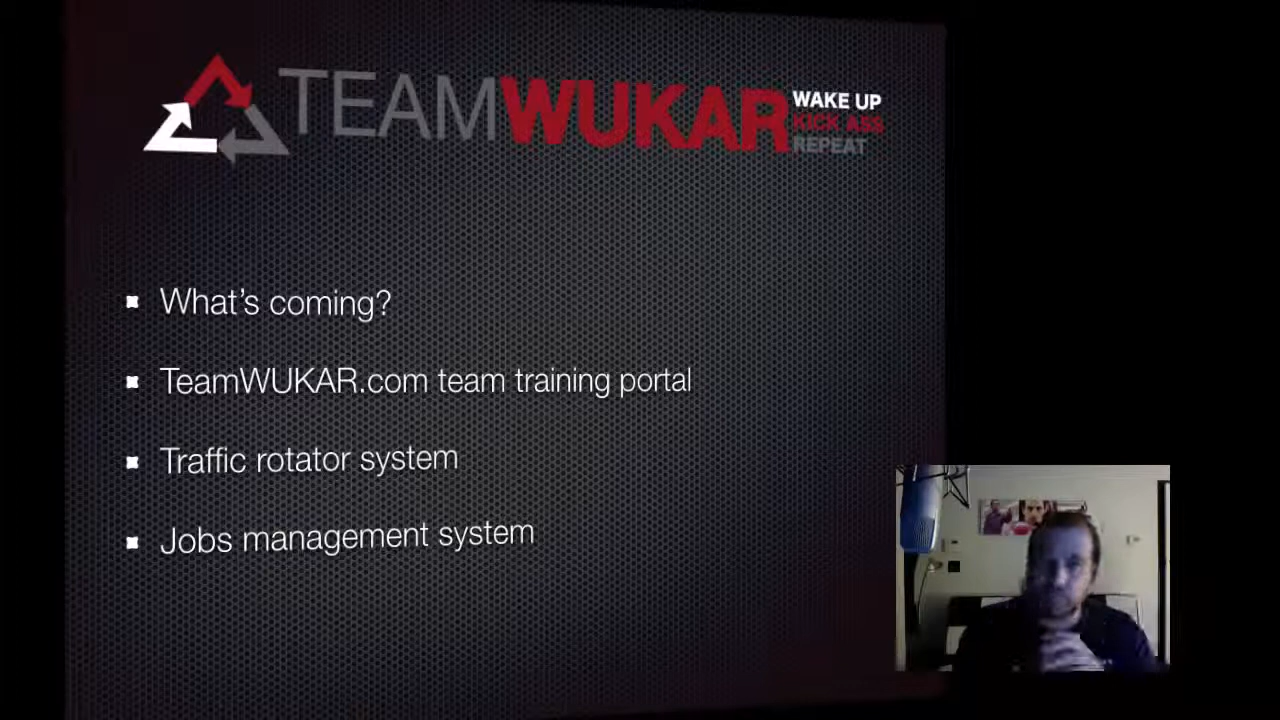 TEAMWUKAR
WAKE UP
KICK ASS
REPEAT
What's coming?
TeamWUKAR.com team training portal
Traffic rotator system
Jobs management system